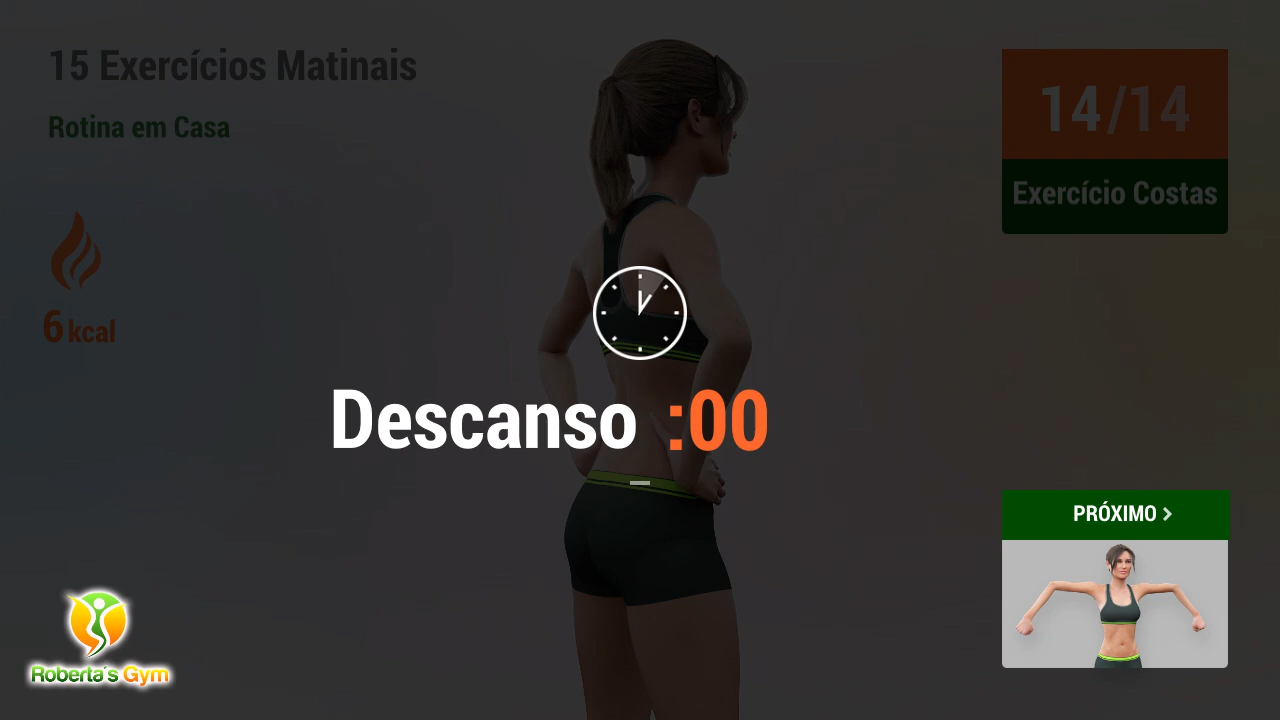 15 Exercícios Matinais
Rotina em Casa
14/14
Exercício Costas
6 kcal
Descanso :00
PRÓXIMO >
Roberta´s Gym